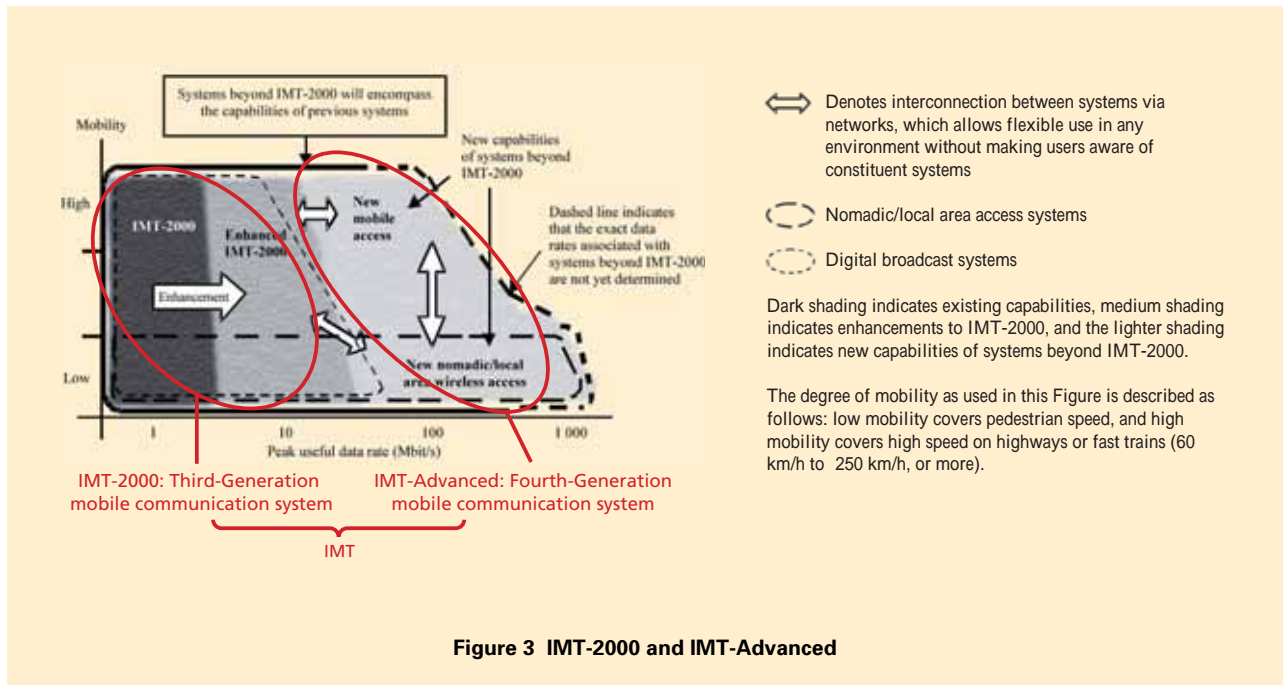 Systems beyond IMT-2000 will encompass
the capabilities of previous systems
Mobility
New capabilities
of systems beyond
IMT-2000
High
IMT-2000
Enhanced
IMT-2000
New
mobile
access
Dashed line indicates
that the exact data
rates associated with
systems beyond IMT-2000
are not yet determined
Enhancement
Low
New nomadic/local
area wireless access
1
10
100
1 000
Peak useful data rate (Mbit/s)
IMT-2000: Third-Generation
mobile communication system
IMT-Advanced: Fourth-Generation
mobile communication system
IMT
Denotes interconnection between systems via
networks, which allows flexible use in any
environment without making users aware of
constituent systems
Nomadic/local area access systems
Digital broadcast systems
Dark shading indicates existing capabilities, medium shading
indicates enhancements to IMT-2000, and the lighter shading
indicates new capabilities of systems beyond IMT-2000.
The degree of mobility as used in this Figure is described as
follows: low mobility covers pedestrian speed, and high
mobility covers high speed on highways or fast trains (60
km/h to 250 km/h, or more).
Figure 3 IMT-2000 and IMT-Advanced